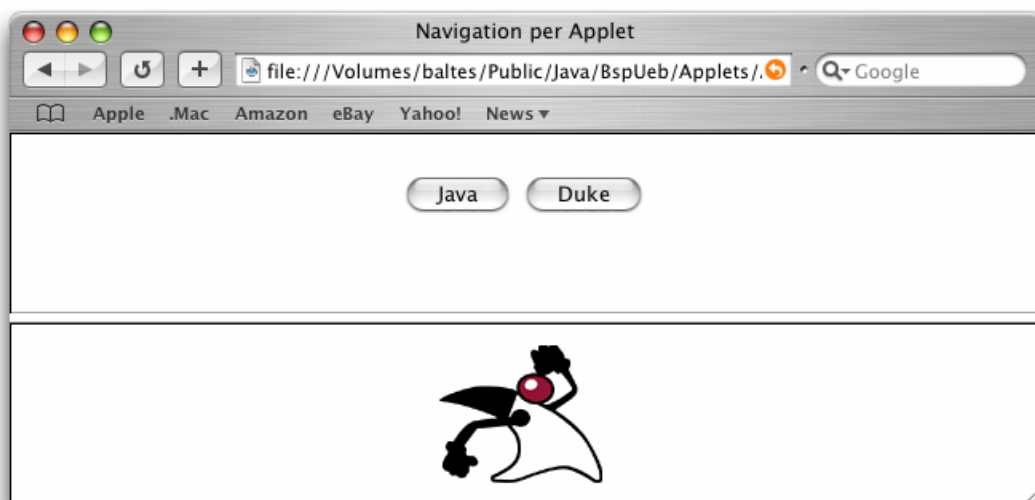 Navigation per Applet
file:///Volumes/baltes/Public/Java/BspUeb/Applets/. Google
Apple .Mac Amazon eBay Yahoo! News
Java Duke